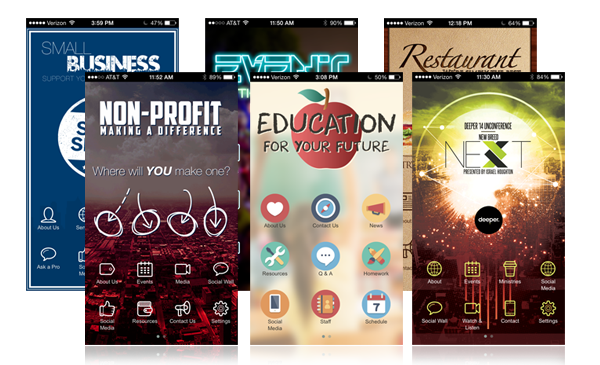 Verizon 3:59 PM 47%
SMALL
BUSINESS
SUPPORT
About Us
Ask a Pro
AT&T 11:50 AM 90%
EVENTS
Verizon 12:18 PM 64%
Restaurant
AT&T 11:52 AM 89%
NON-PROFIT
MAKING A DIFFERENCE
Where will YOU make one?
About Us Events Media Social Wall
Social Media Resources Contact Us Settings
Verizon 3:08 PM 50%
EDUCATION
FOR YOUR FUTURE
About Us Contact Us News
Resources Q & A Homework
7
Social Media Staff Schedule
Verizon 11:30 AM 84%
DEEPER '14 UNCONFERENCE
NEW BREED
NEXT
PRESENTED BY ISRAEL HOUGHTON
deeper.
About Us Events Ministries Social Wall
Social Wall Watch & Listen Contact Settings